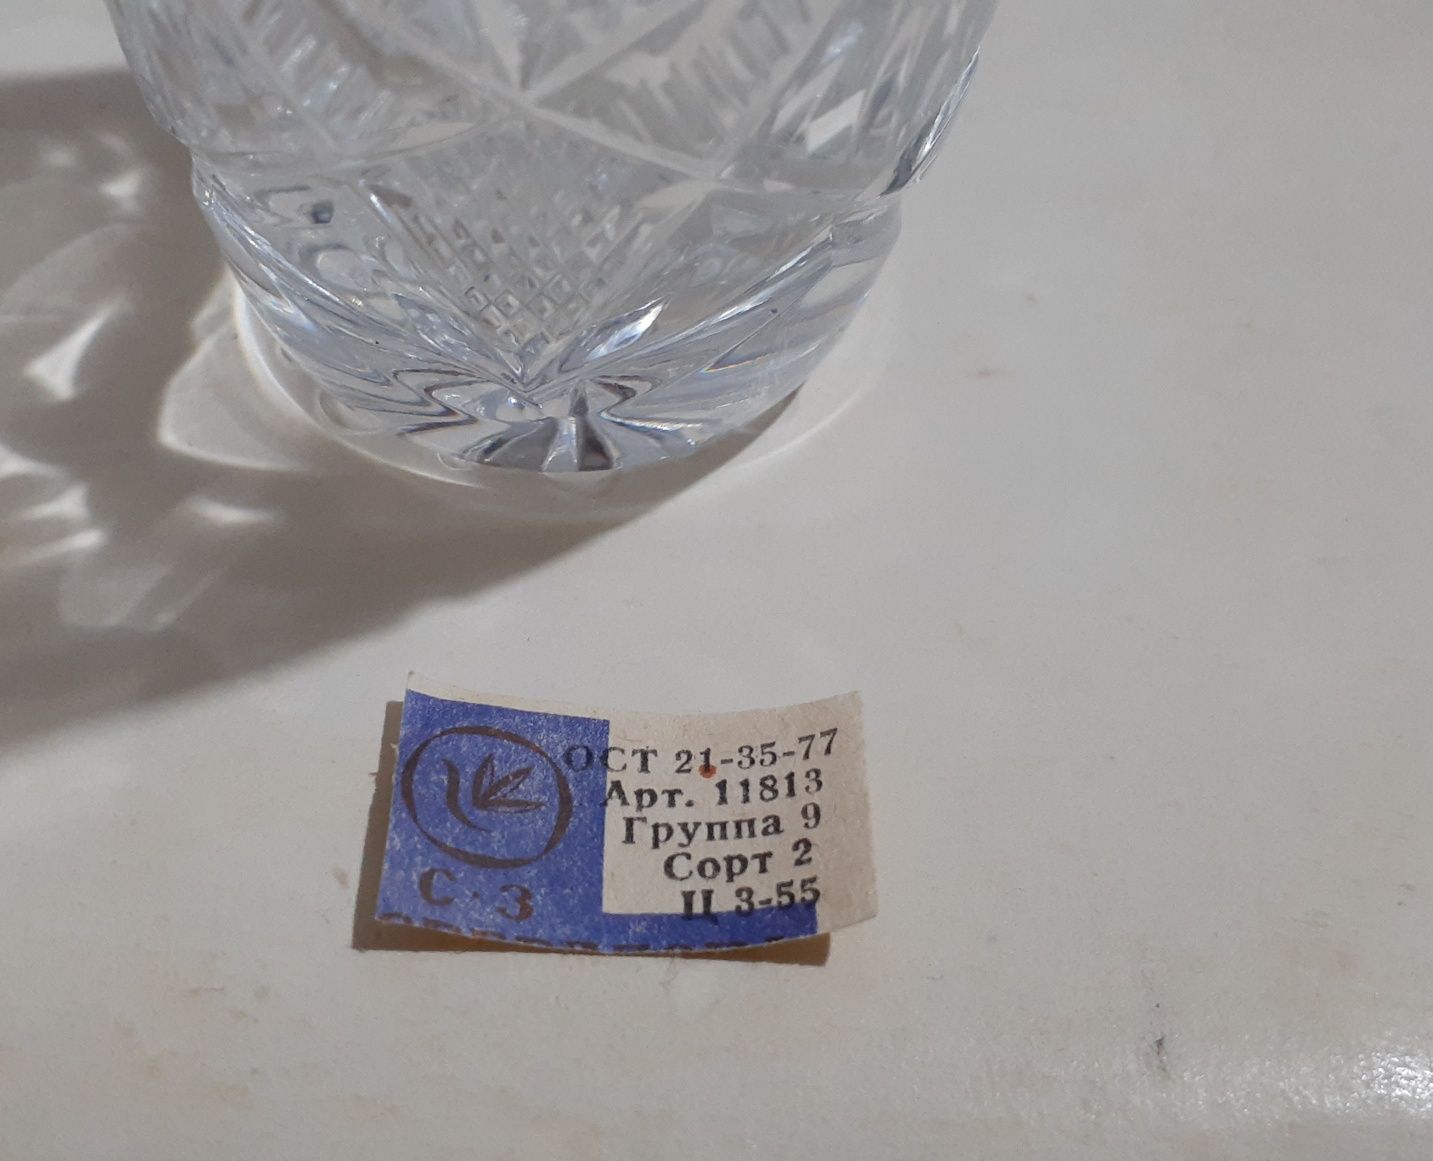 ОСТ 21-35-77
Арт. 11813
Группа 9
Сорт 2
Ц 3-55
С·З